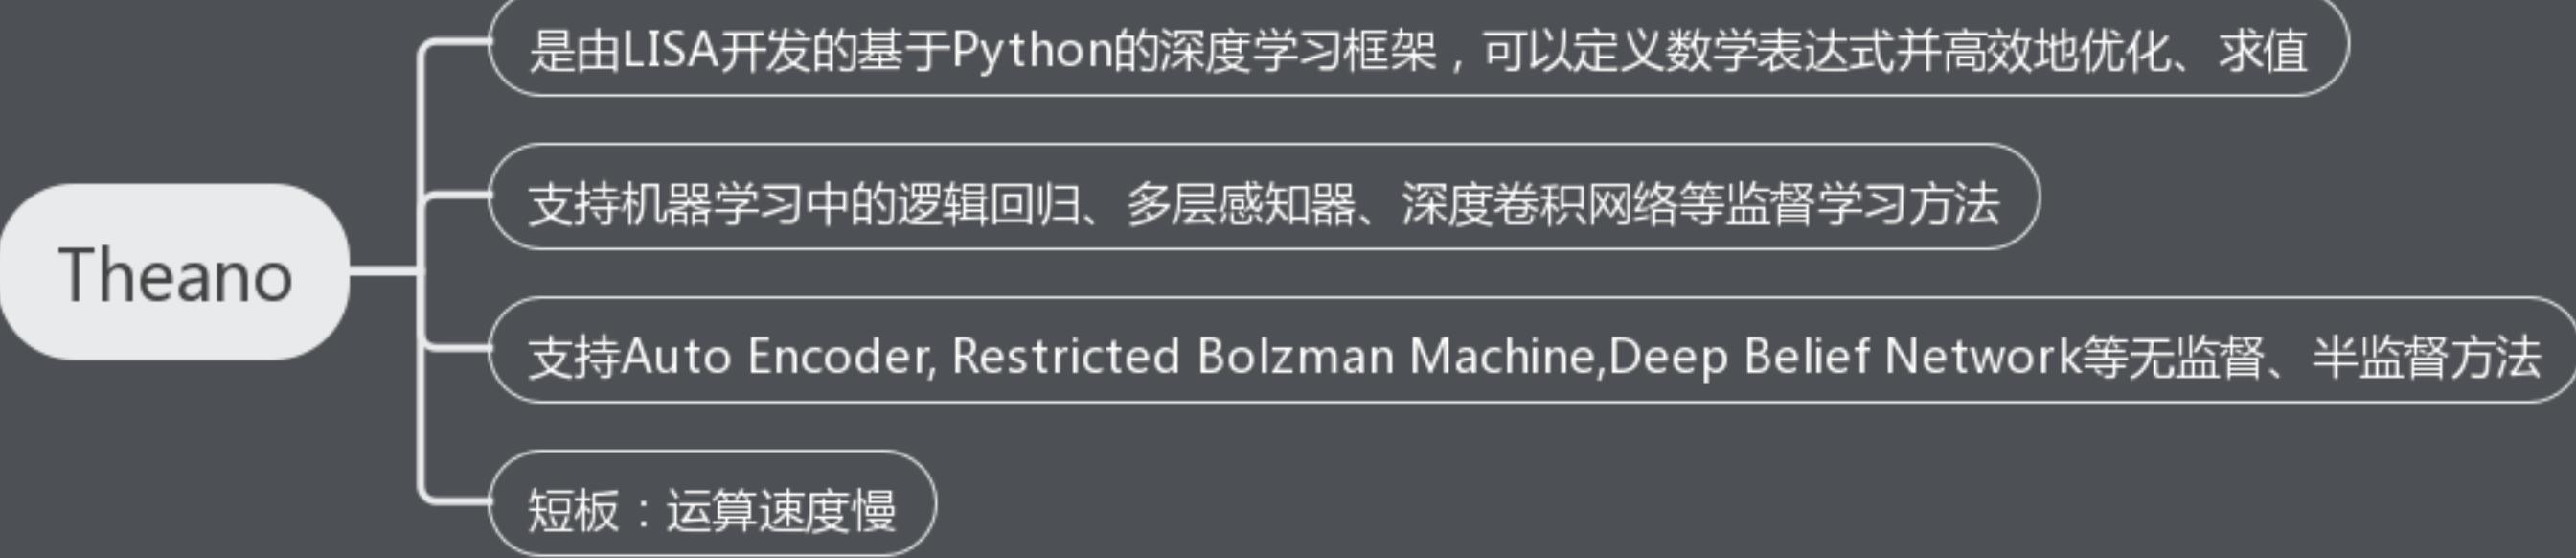 Theano
是由LISA开发的基于Python的深度学习框架，可以定义数学表达式并高效地优化、求值
支持机器学习中的逻辑回归、多层感知器、深度卷积网络等监督学习方法
支持Auto Encoder, Restricted Bolzman Machine,Deep Belief Network等无监督、半监督方法
短板：运算速度慢